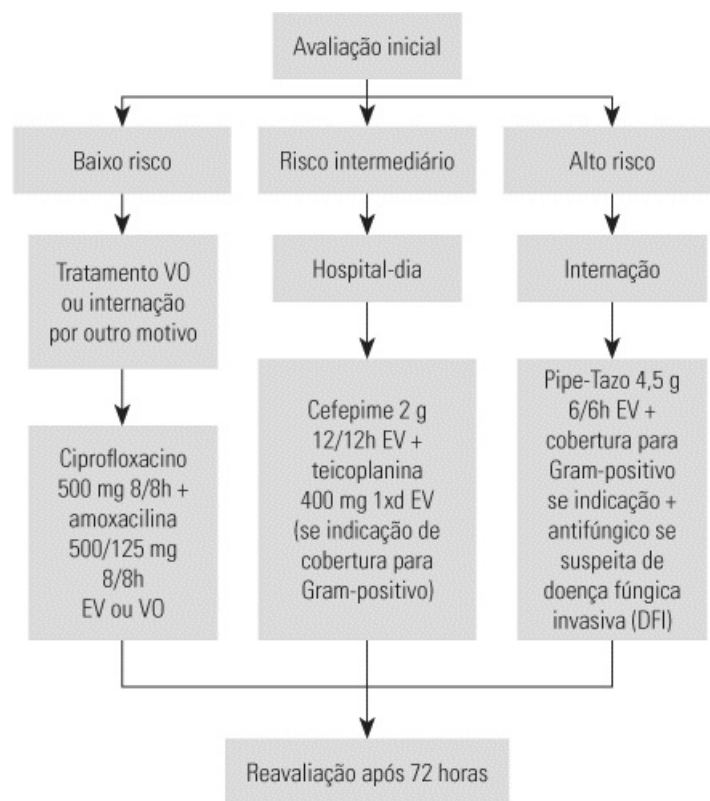 Avaliação inicial
Baixo risco
Risco intermediário
Alto risco
Tratamento VO
ou internação
por outro motivo
Hospital-dia
Internação
Ciprofloxacino
500 mg 8/8h +
amoxacilina
500/125 mg
8/8h
EV ou VO
Cefepime 2 g
12/12h EV +
teicoplanina
400 mg 1xd EV
(se indicação de
cobertura para
Gram-positivo)
Pipe-Tazo 4,5 g
6/6h EV +
cobertura para
Gram-positivo
se indicação +
antifúngico se
suspeita de
doença fúngica
invasiva (DFI)
Reavaliação após 72 horas